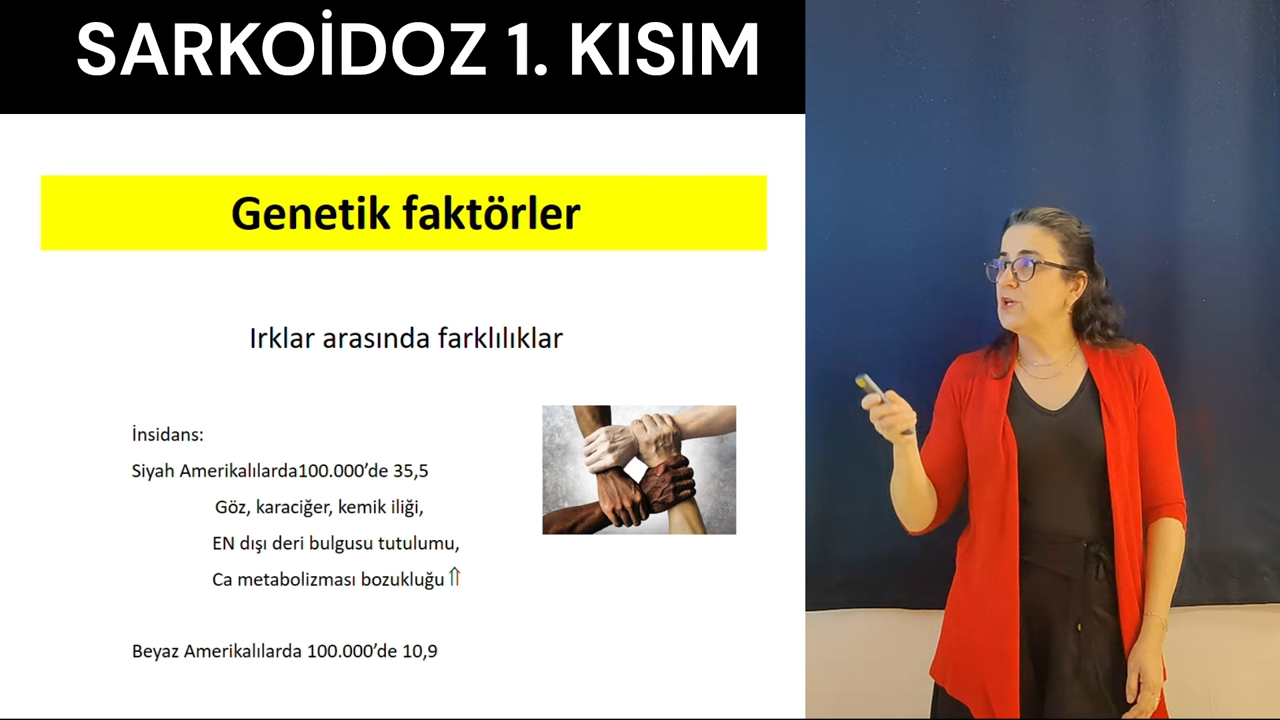 SARKOİDOZ 1. KISIM
Genetik faktörler
Irklar arasında farklılıklar
İnsidans:
Siyah Amerikalılarda100.000’de 35,5
Göz, karaciğer, kemik iliği,
EN dışı deri bulgusu tutulumu,
Ca metabolizması bozukluğu ⇑
Beyaz Amerikalılarda 100.000’de 10,9